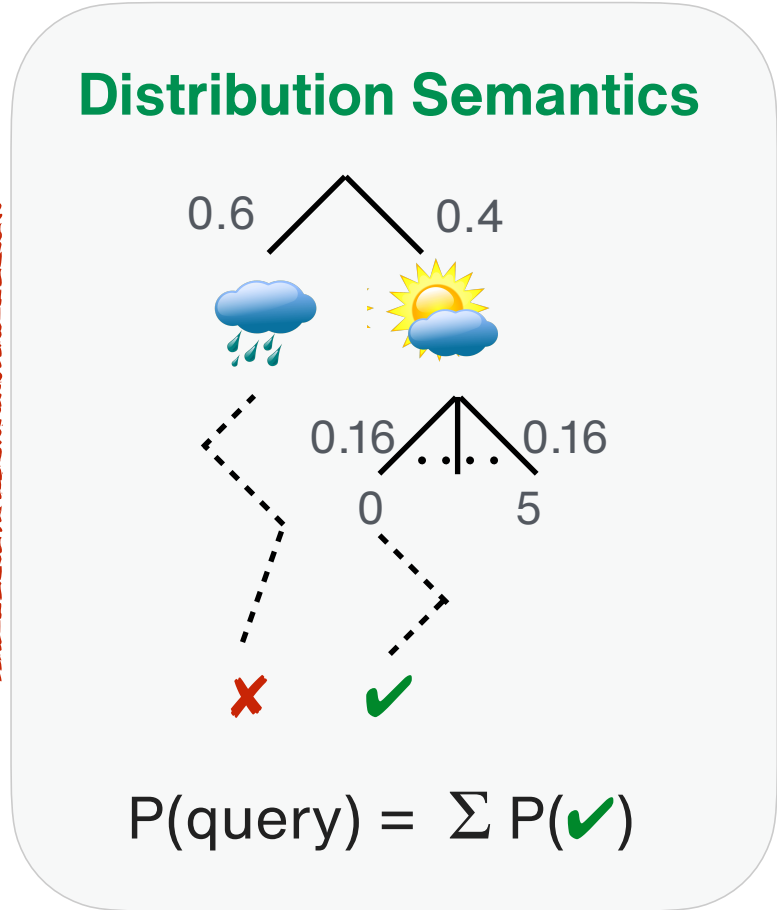 Distribution Semantics
0.6 0.4
0.16 0.16
0 5
✘ ✔
P(query) = Σ P(✔)